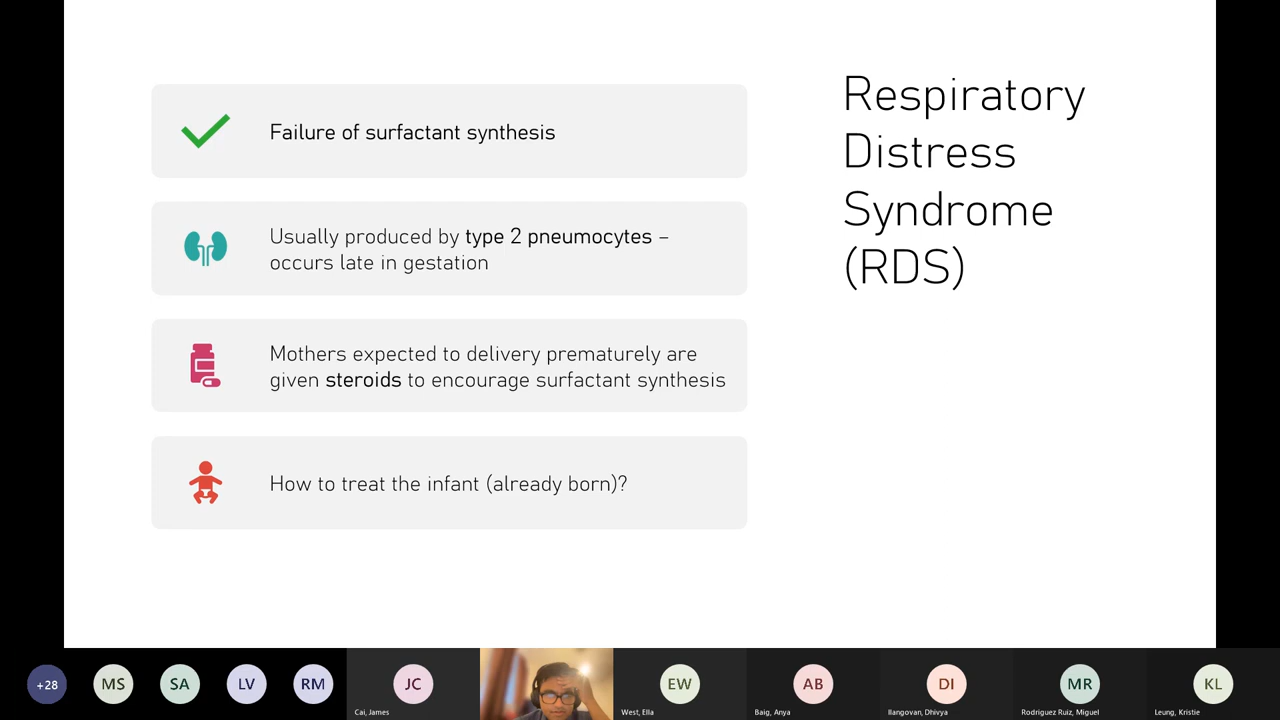 Respiratory
Distress
Syndrome
(RDS)
Failure of surfactant synthesis
Usually produced by type 2 pneumocytes –
occurs late in gestation
Mothers expected to delivery prematurely are
given steroids to encourage surfactant synthesis
How to treat the infant (already born)?
+28
MS
SA
LV
RM
JC
Cai, James
EW
West, Ella
AB
Baig, Anya
DI
Ilangovan, Dhivya
MR
Rodriguez Ruiz, Miguel
KL
Leung, Kristie